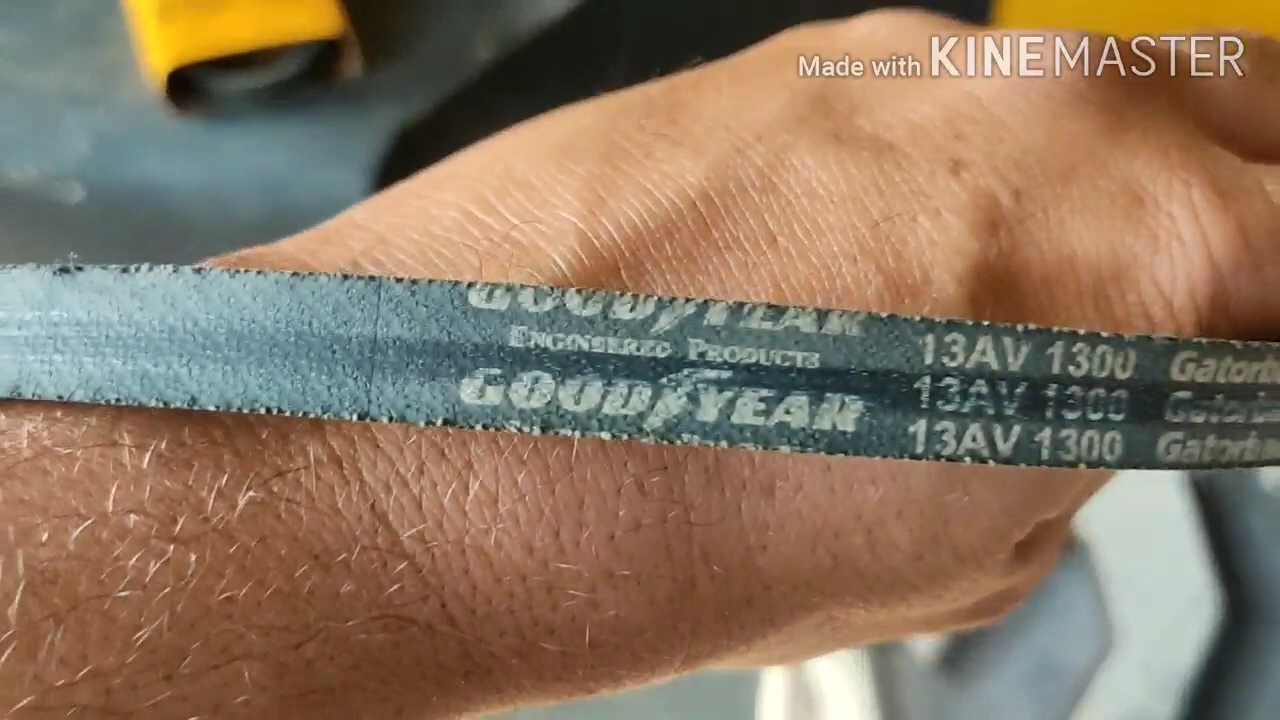 Made with KINEMASTER
GOODYEAR 13AV 1300
ENGINEERED PRODUCTS
GOODYEAR 13AV 1300
13AV 1300